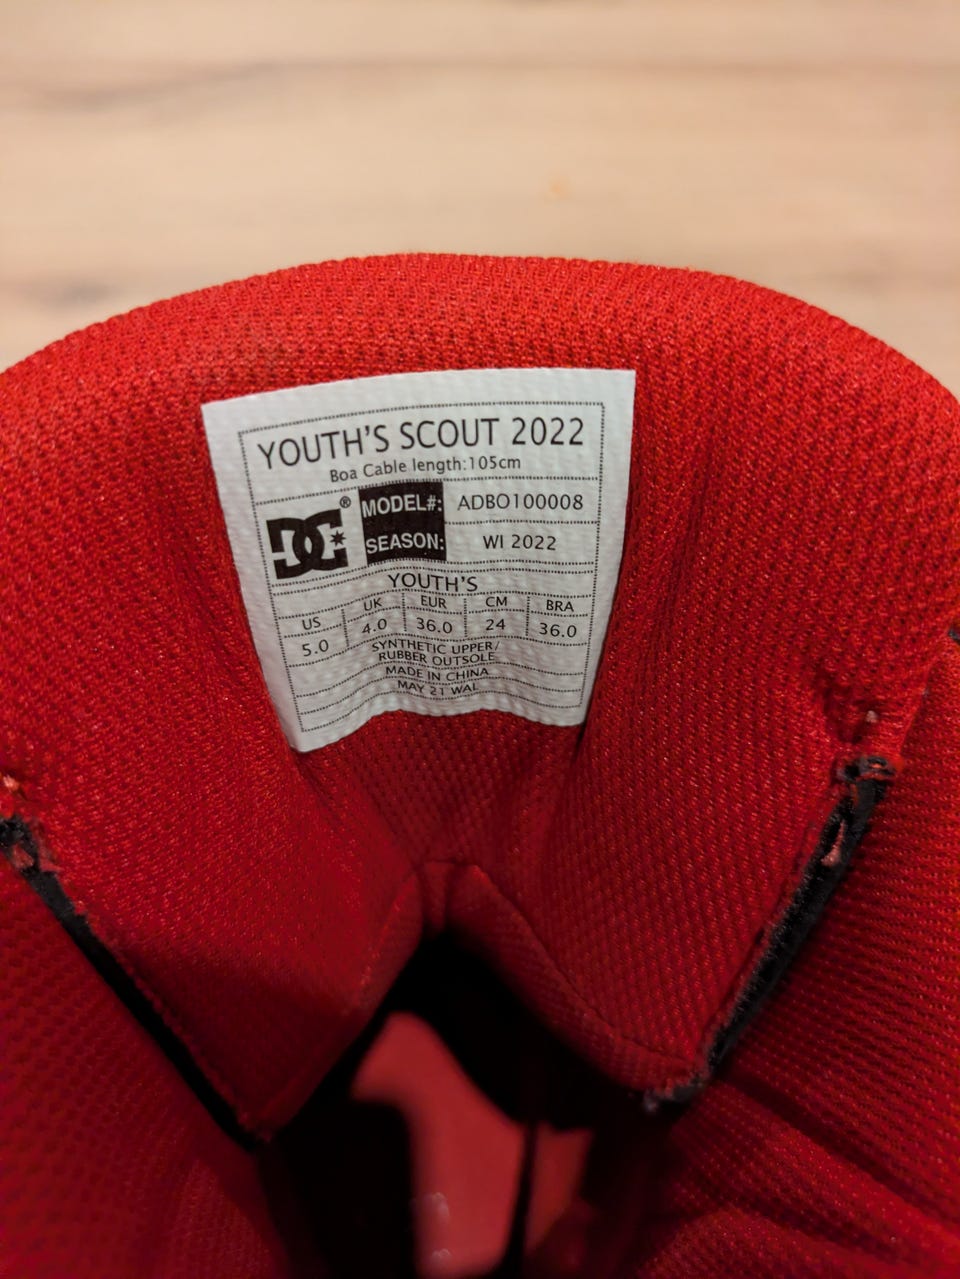 YOUTH'S SCOUT 2022
Boa Cable length:105cm
DC® MODEL#: ADBO100008
SEASON: WI 2022
YOUTH'S
US UK EUR CM BRA
5.0 4.0 36.0 24 36.0
SYNTHETIC UPPER/
RUBBER OUTSOLE
MADE IN CHINA
MAY 21 WAL